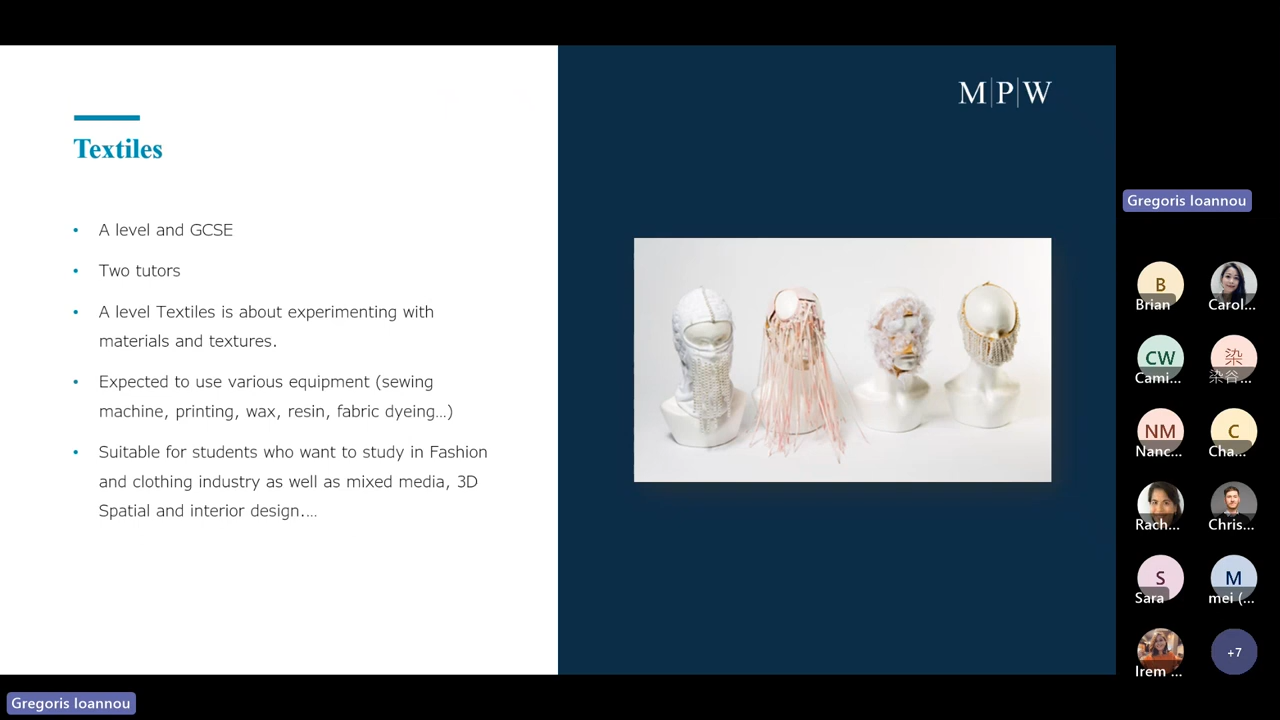 M|P|W
Textiles
• A level and GCSE
• Two tutors
• A level Textiles is about experimenting with
materials and textures.
• Expected to use various equipment (sewing
machine, printing, wax, resin, fabric dyeing…)
• Suitable for students who want to study in Fashion
and clothing industry as well as mixed media, 3D
Spatial and interior design.…
Gregoris Ioannou
B
Brian
Carol...
CW
Cami...
染
染谷...
NM
Nanc...
C
Cha...
Rach...
Chris...
S
Sara
M
mei (...
Irem ...
+7
Gregoris Ioannou